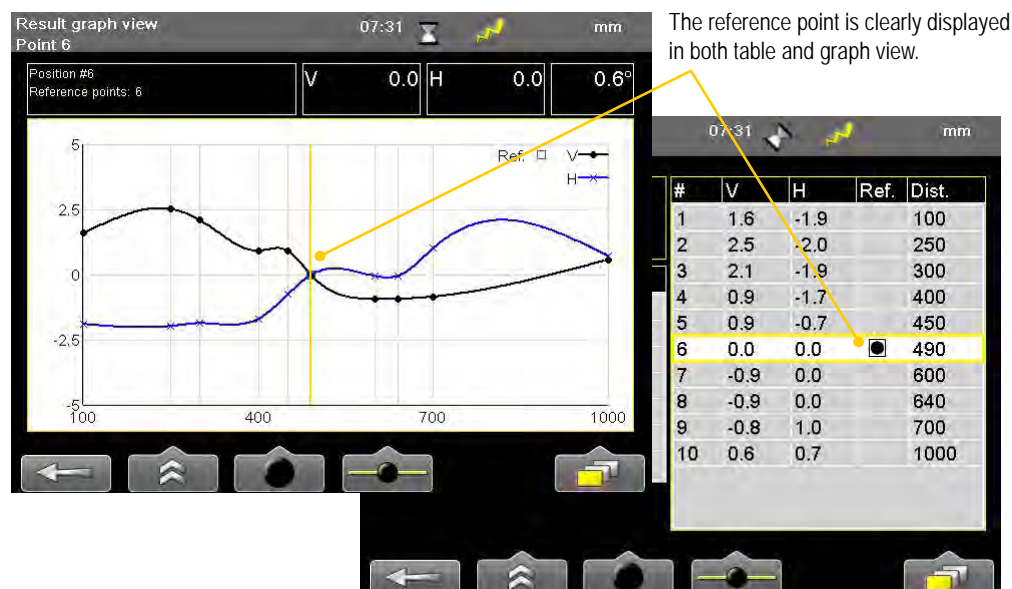 Result graph view
Point 6
07:31
mm
Position #6
Reference points: 6
V 0.0 H 0.0 0.6°
5
2.5
0
-2.5
-5
100 400 700 1000
Ref. V
H
The reference point is clearly displayed
in both table and graph view.
07:31
mm
# V H Ref. Dist.
1 1.6 -1.9 100
2 2.5 -2.0 250
3 2.1 -1.9 300
4 0.9 -1.7 400
5 0.9 -0.7 450
6 0.0 0.0 490
7 -0.9 0.0 600
8 -0.9 0.0 640
9 -0.8 1.0 700
10 0.6 0.7 1000